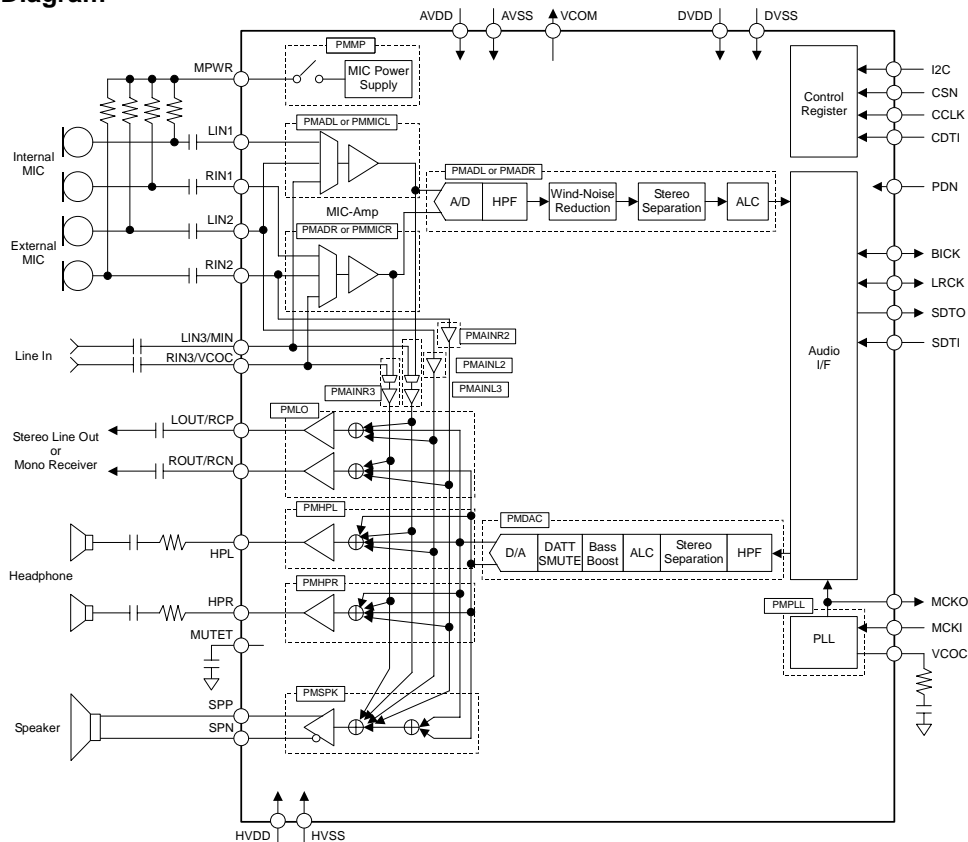 Diagram
AVDD
AVSS
VCOM
DVDD
DVSS
PMMP
MPWR
MIC Power
Supply
I2C
CSN
CCLK
CDTI
Control
Register
PMADL or PMMICL
LIN1
Internal
MIC
RIN1
PMADL or PMADR
A/D
HPF
Wind-Noise
Reduction
Stereo
Separation
ALC
PDN
MIC-Amp
LIN2
PMADR or PMMICR
External
MIC
RIN2
BICK
LRCK
SDTO
SDTI
Audio
I/F
LIN3/MIN
PMAINR2
Line In
RIN3/VCOC
PMAINL2
PMAINR3
PMAINL3
PMLO
LOUT/RCP
Stereo Line Out
or
Mono Receiver
ROUT/RCN
PMHPL
HPL
PMDAC
D/A
DATT
SMUTE
Bass
Boost
ALC
Stereo
Separation
HPF
Headphone
PMHPR
HPR
MUTET
PMPLL
PLL
MCKO
MCKI
VCOC
PMSPK
SPP
Speaker
SPN
HVDD
HVSS